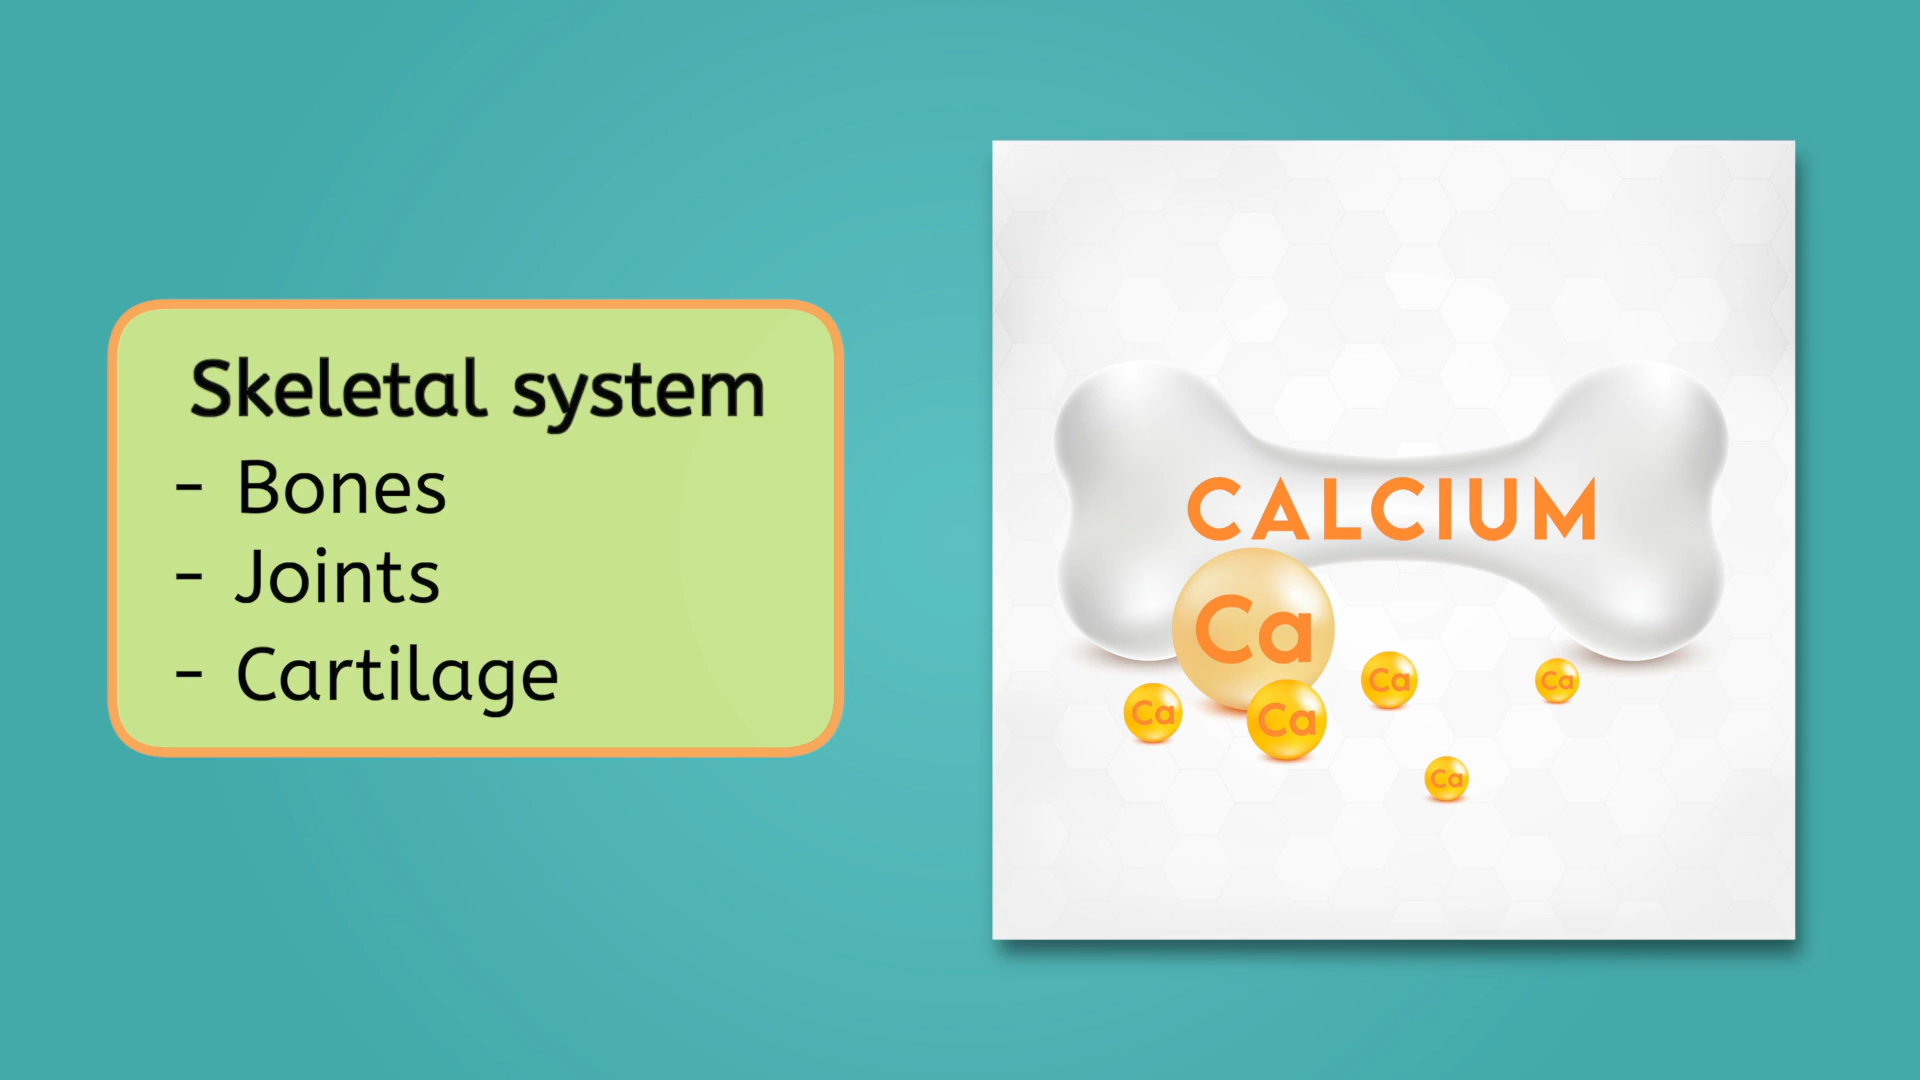 Skeletal system
- Bones
- Joints
- Cartilage
CALCIUM
Ca
Ca
Ca
Ca
Ca
Ca